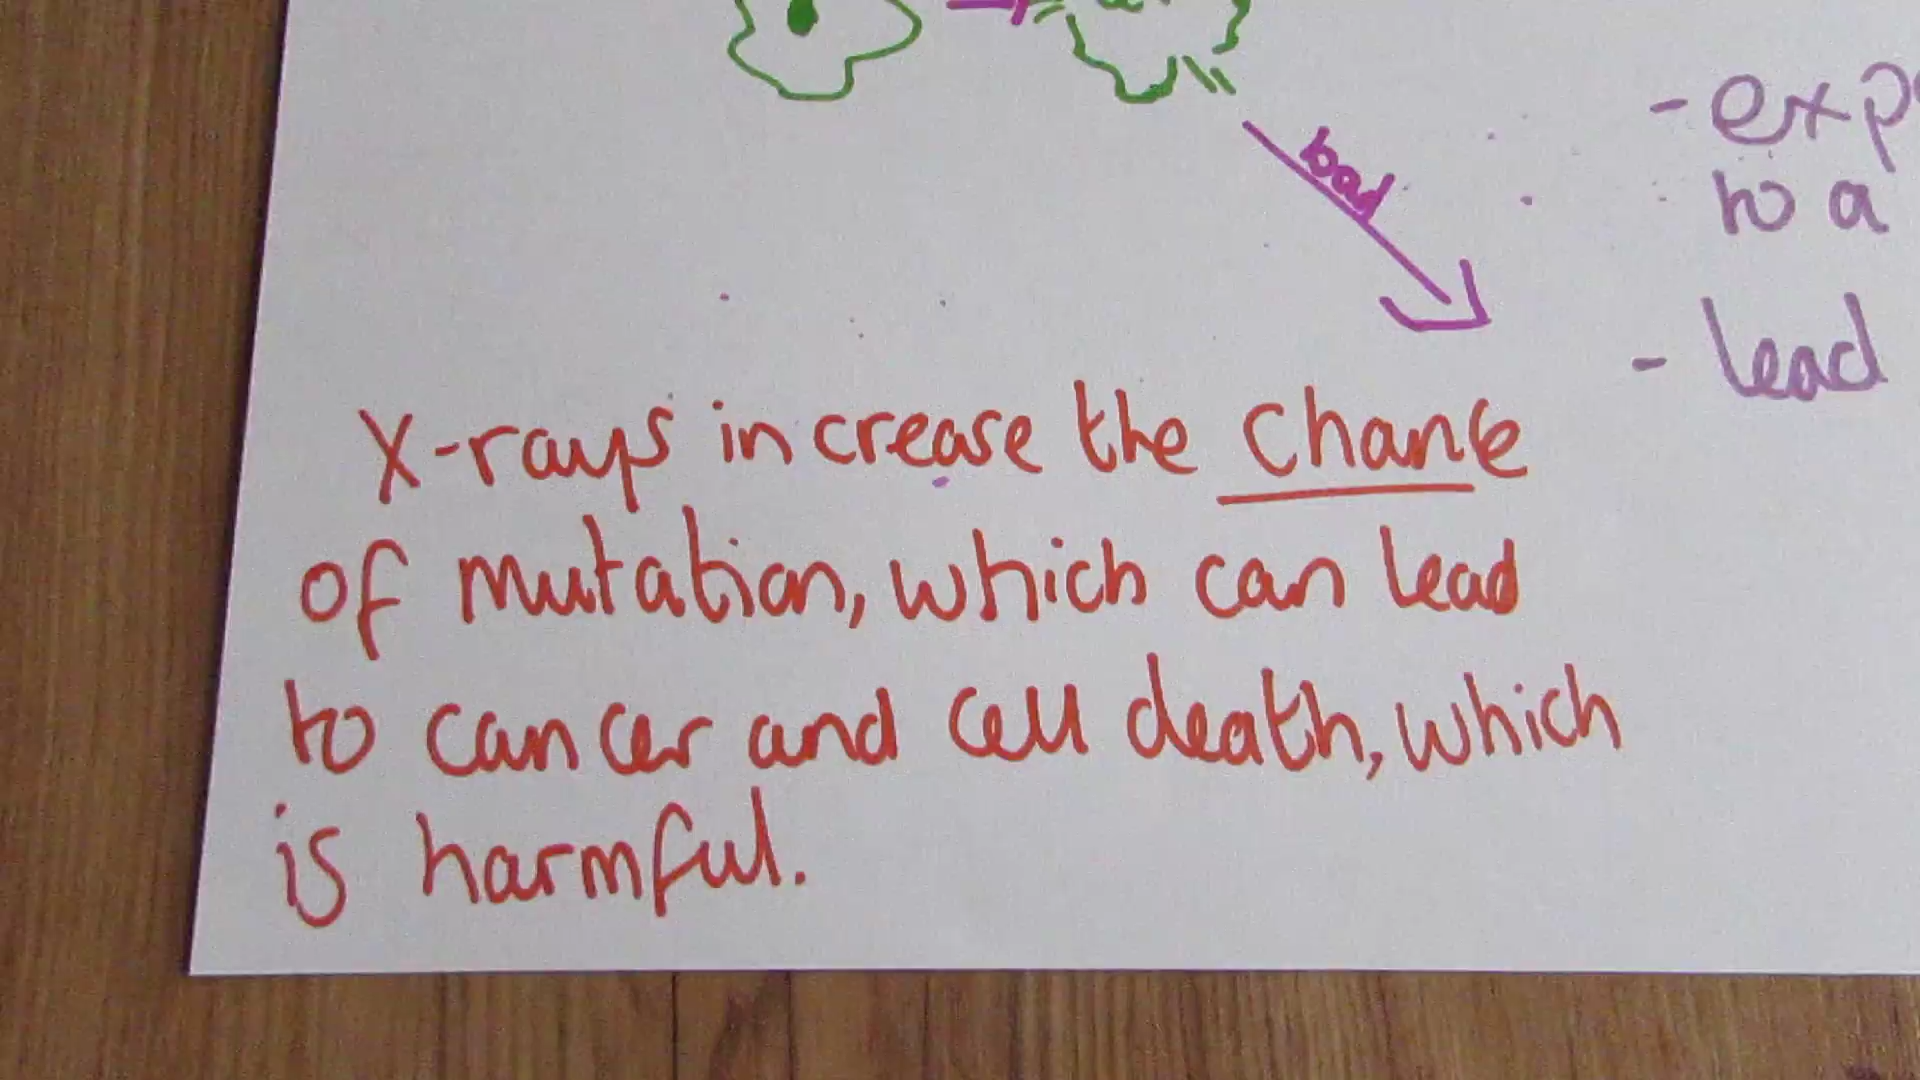 bad
- exp
to a
- lead
X-rays increase the chance
of mutation, which can lead
to cancer and cell death, which
is harmful.